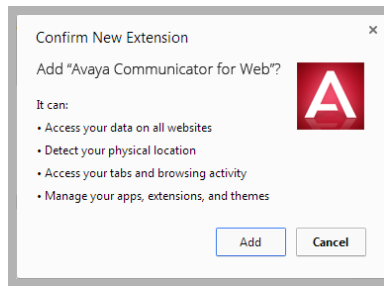 Confirm New Extension
Add “Avaya Communicator for Web”?
A
It can:
• Access your data on all websites
• Detect your physical location
• Access your tabs and browsing activity
• Manage your apps, extensions, and themes
Add
Cancel